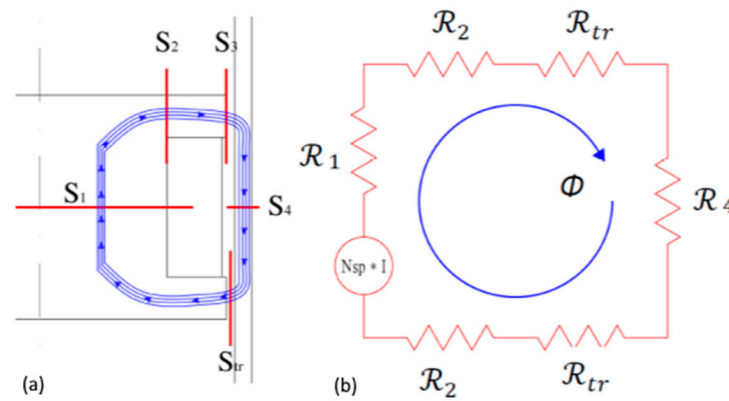 S₂ S₃
S₁
S₄
Sₜᵣ
(a)
ℛ₂ ℛₜᵣ
ℛ₁
Φ
ℛ₄
Nsp * I
ℛ₂ ℛₜᵣ
(b)